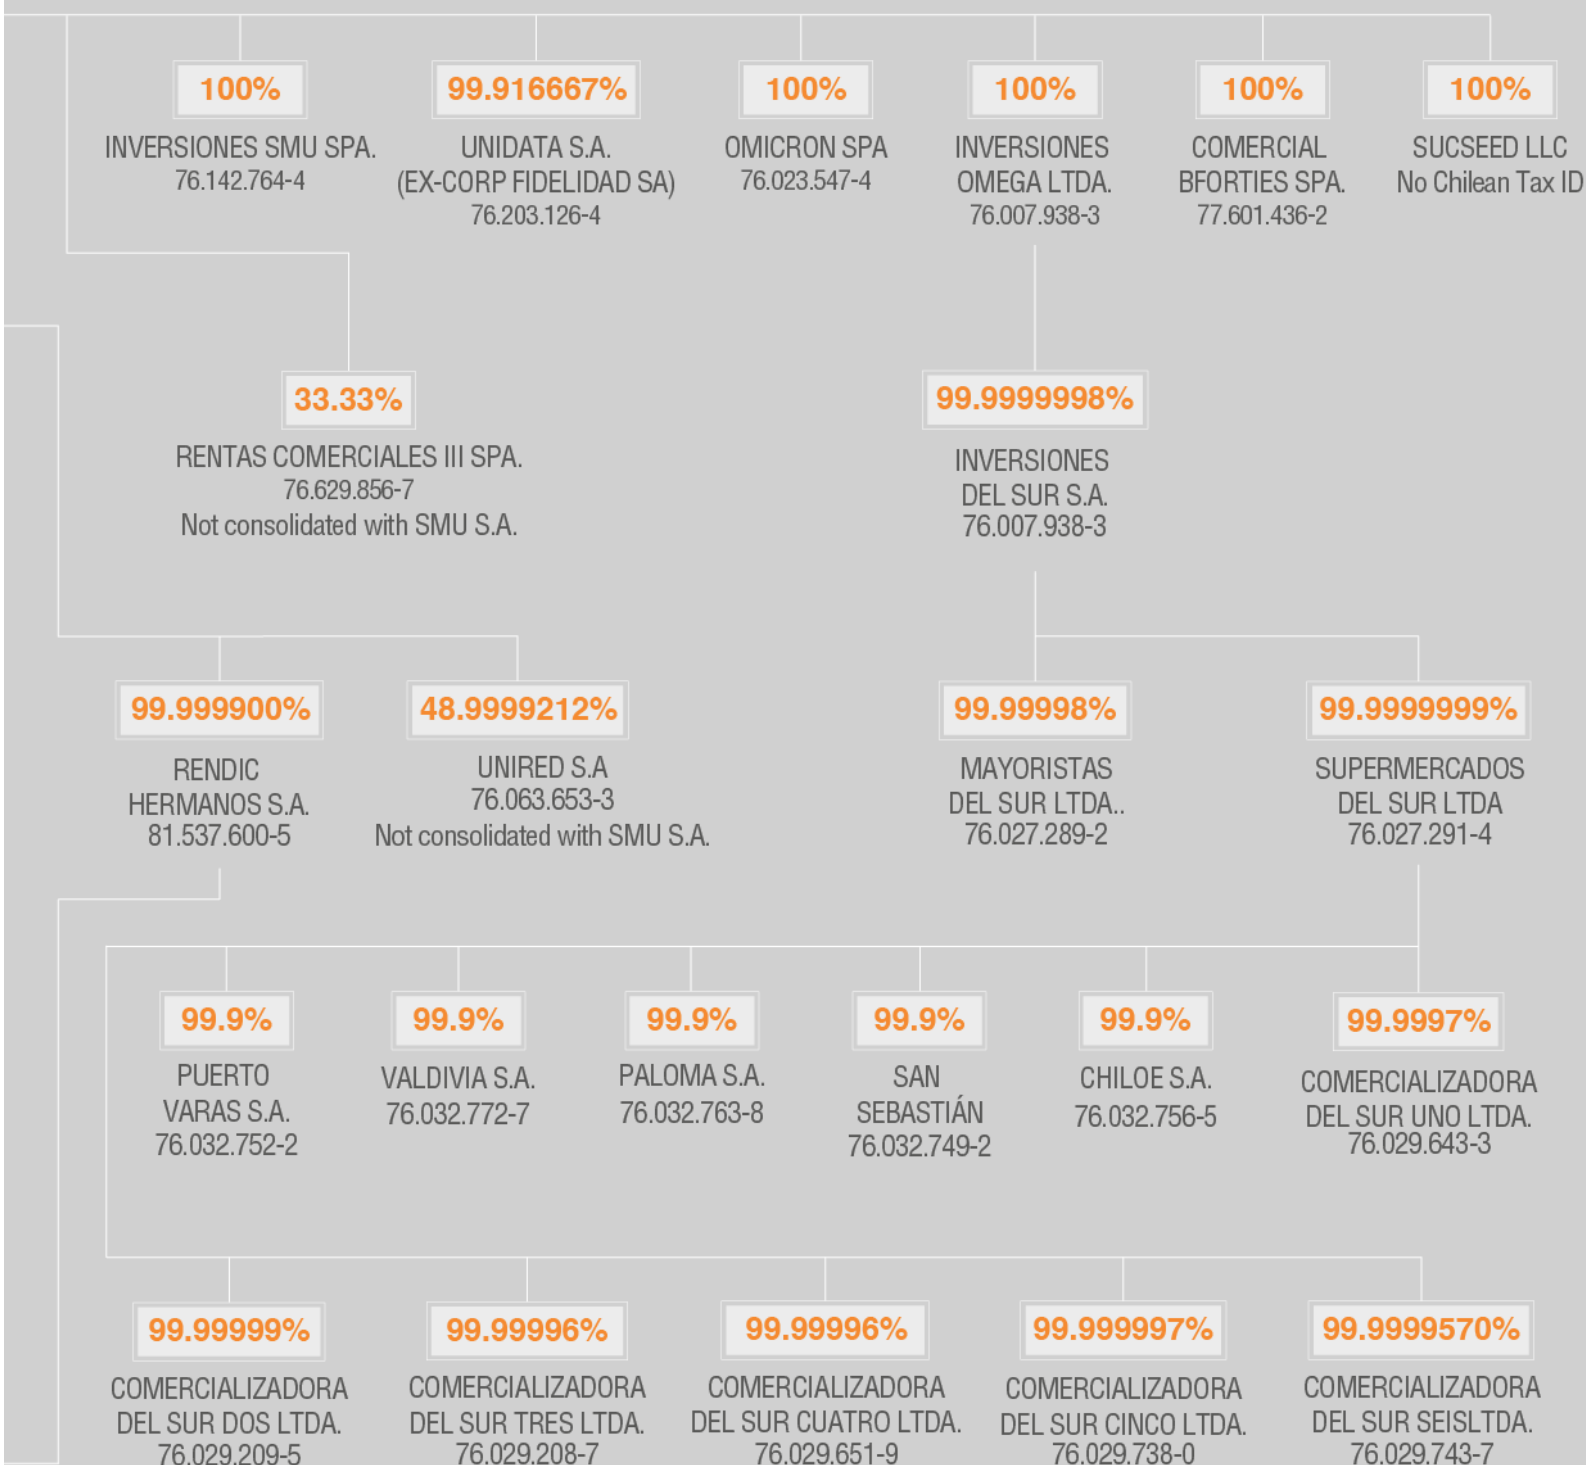 100%
INVERSIONES SMU SPA.
76.142.764-4
99.916667%
UNIDATA S.A.
(EX-CORP FIDELIDAD SA)
76.203.126-4
100%
OMICRON SPA
76.023.547-4
100%
INVERSIONES
OMEGA LTDA.
76.007.938-3
100%
COMERCIAL
BFORTIES SPA.
77.601.436-2
100%
SUCSEED LLC
No Chilean Tax ID
33.33%
RENTAS COMERCIALES III SPA.
76.629.856-7
Not consolidated with SMU S.A.
99.9999998%
INVERSIONES
DEL SUR S.A.
76.007.938-3
99.999900%
RENDIC
HERMANOS S.A.
81.537.600-5
48.9999212%
UNIRED S.A
76.063.653-3
Not consolidated with SMU S.A.
99.99998%
MAYORISTAS
DEL SUR LTDA..
76.027.289-2
99.9999999%
SUPERMERCADOS
DEL SUR LTDA
76.027.291-4
99.9%
PUERTO
VARAS S.A.
76.032.752-2
99.9%
VALDIVIA S.A.
76.032.772-7
99.9%
PALOMA S.A.
76.032.763-8
99.9%
SAN
SEBASTIÁN
76.032.749-2
99.9%
CHILOE S.A.
76.032.756-5
99.9997%
COMERCIALIZADORA
DEL SUR UNO LTDA.
76.029.643-3
99.99999%
COMERCIALIZADORA
DEL SUR DOS LTDA.
76.029.209-5
99.99996%
COMERCIALIZADORA
DEL SUR TRES LTDA.
76.029.208-7
99.99996%
COMERCIALIZADORA
DEL SUR CUATRO LTDA.
76.029.651-9
99.999997%
COMERCIALIZADORA
DEL SUR CINCO LTDA.
76.029.738-0
99.9999570%
COMERCIALIZADORA
DEL SUR SEISLTDA.
76.029.743-7